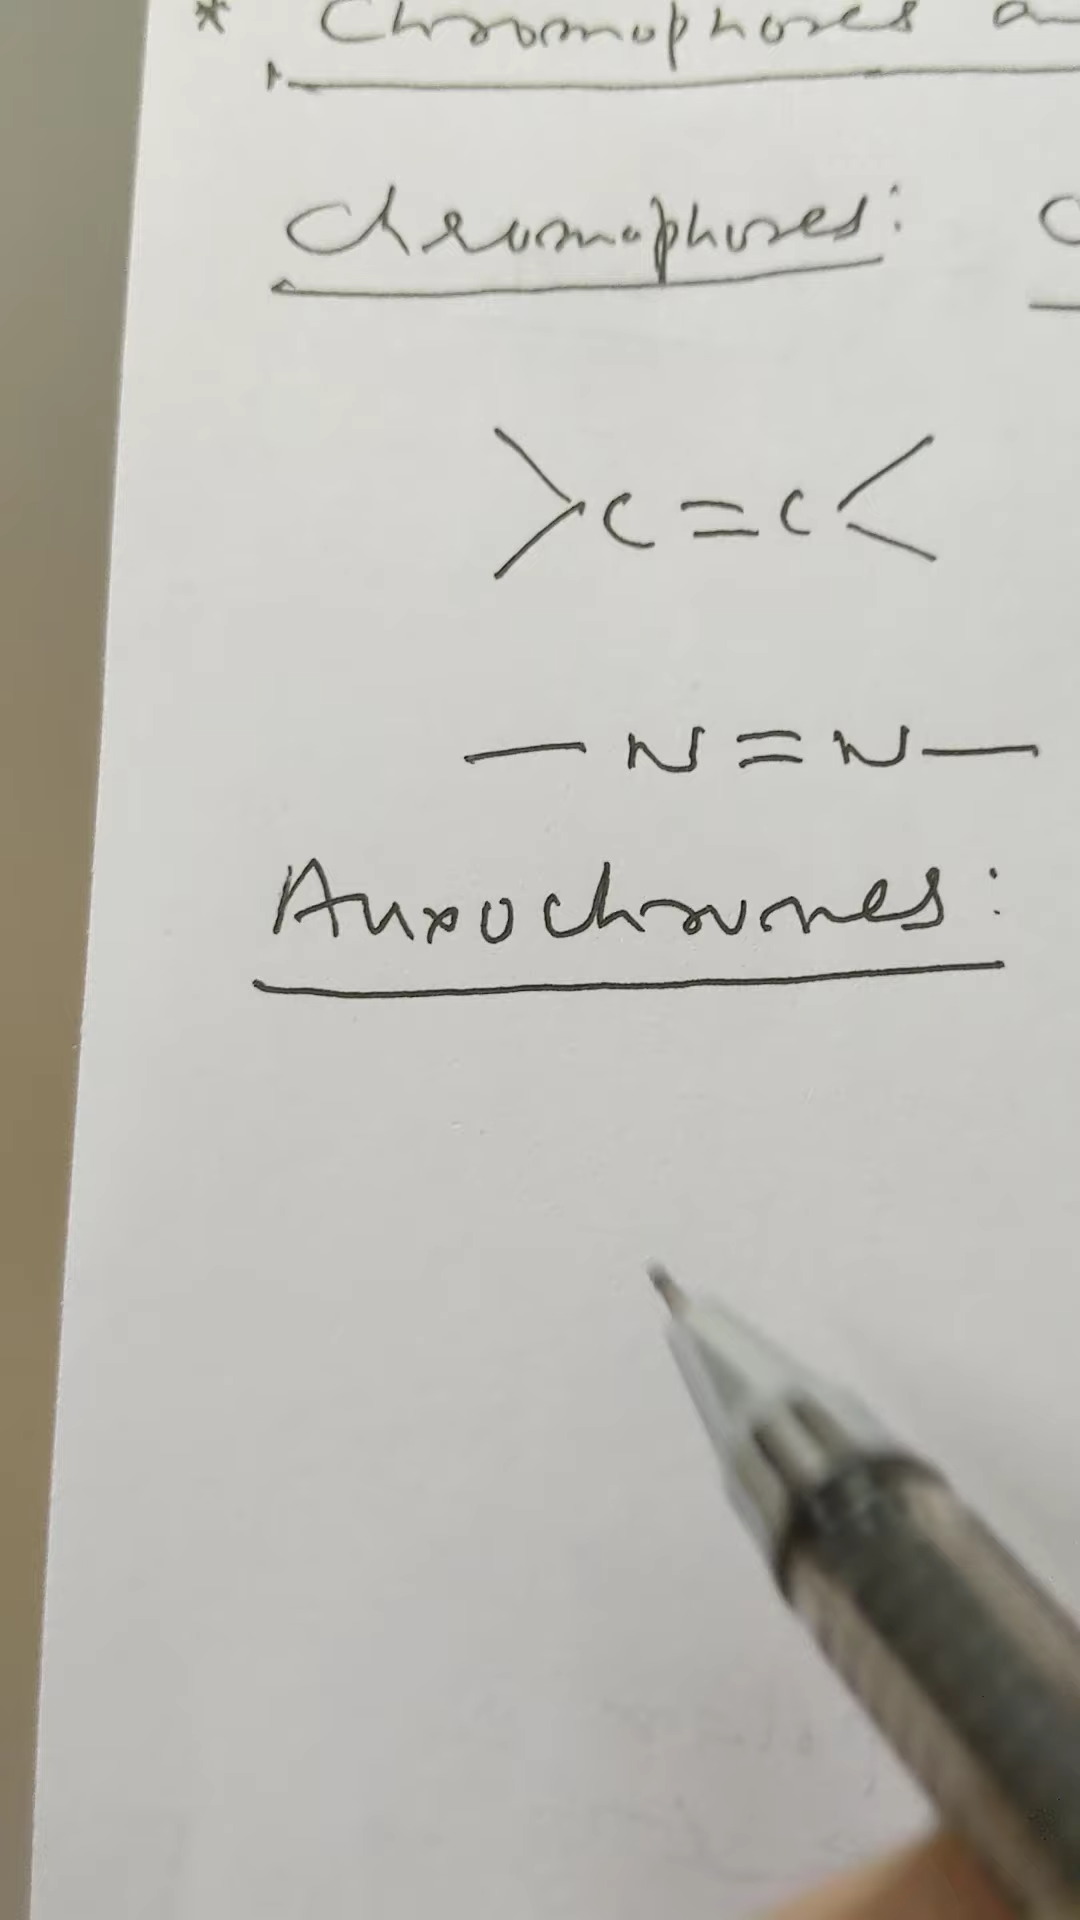 * Chromophores a
Chromophores: C
>C=C<
—N=N—
Auxochromes: